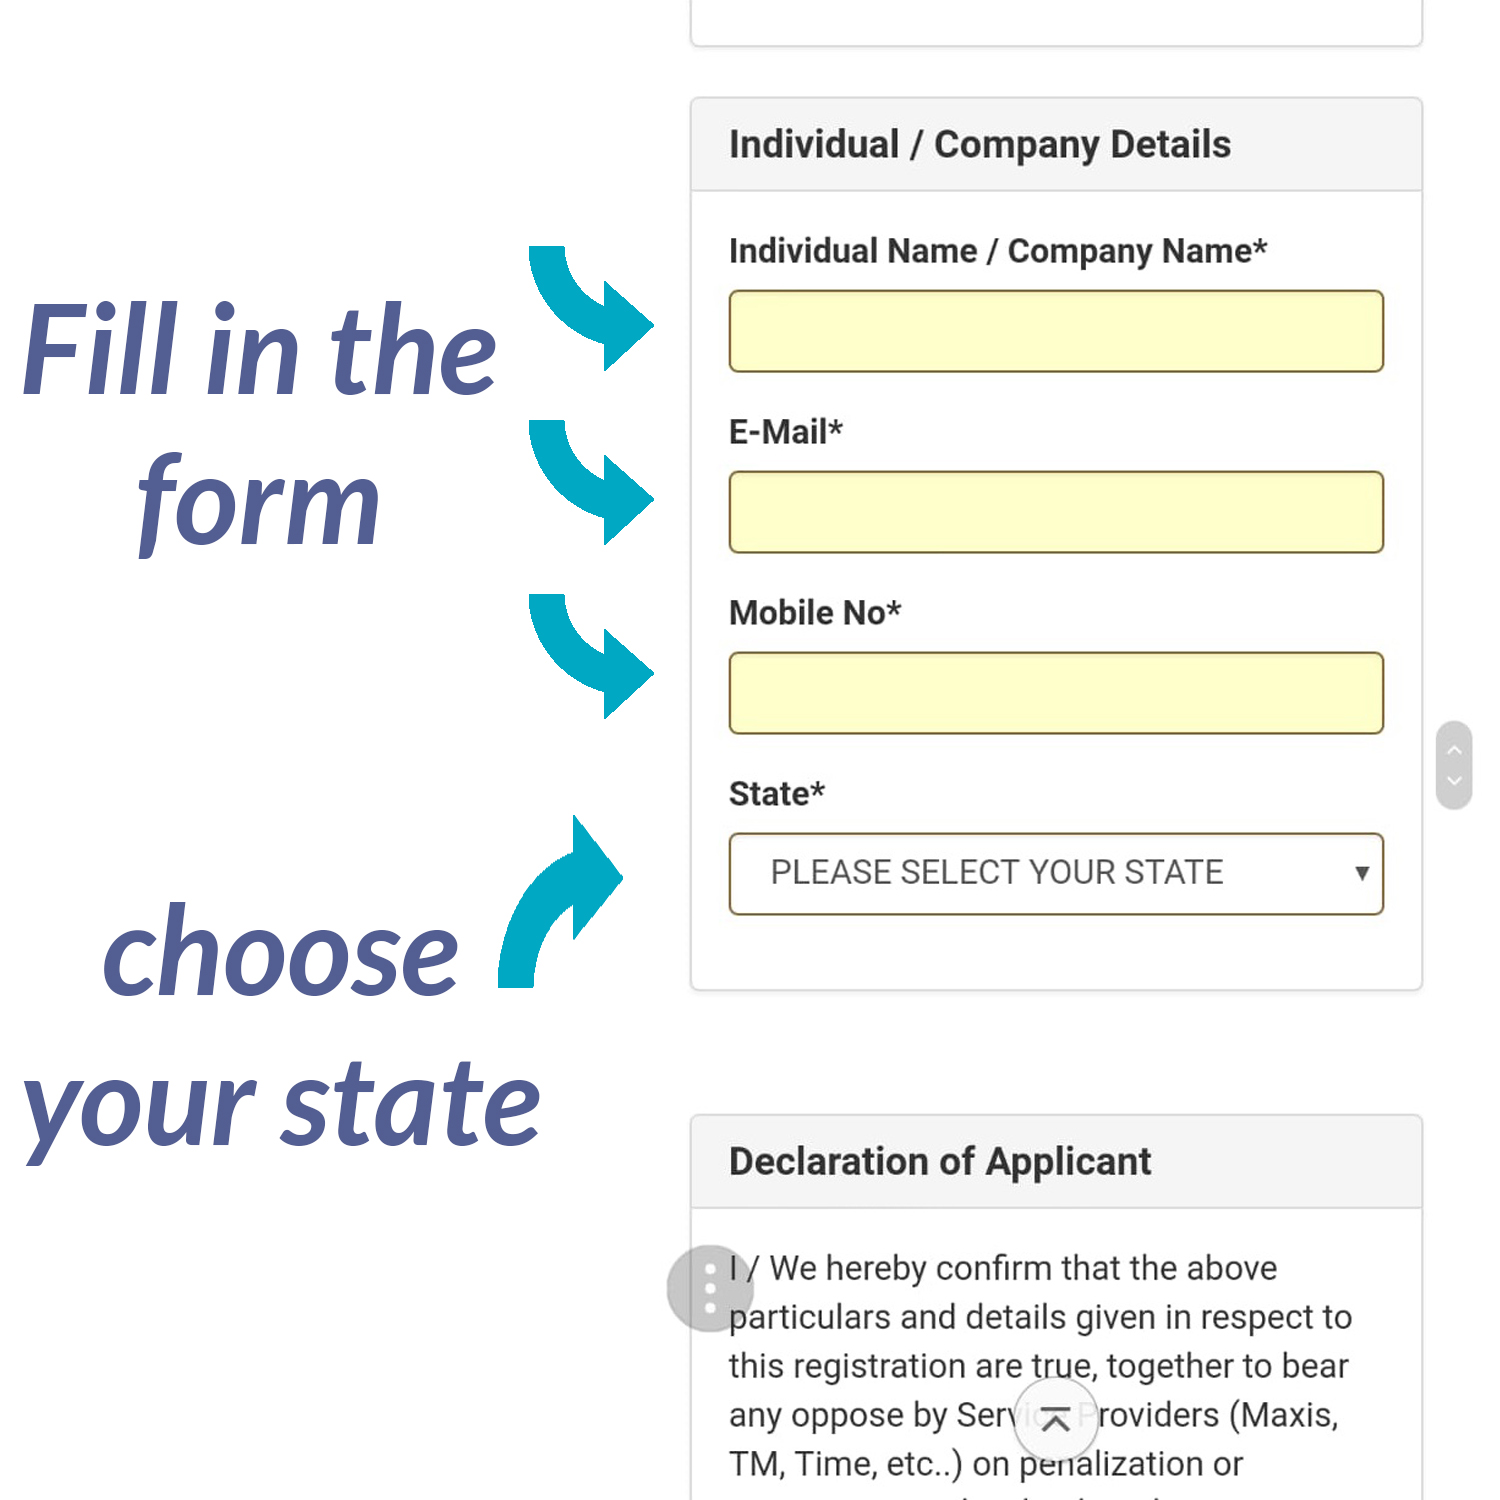 Fill in the
form
choose
your state
Individual / Company Details
Individual Name / Company Name*
E-Mail*
Mobile No*
State*
PLEASE SELECT YOUR STATE
Declaration of Applicant
I / We hereby confirm that the above
particulars and details given in respect to
this registration are true, together to bear
any oppose by Service Providers (Maxis,
TM, Time, etc..) on penalization or